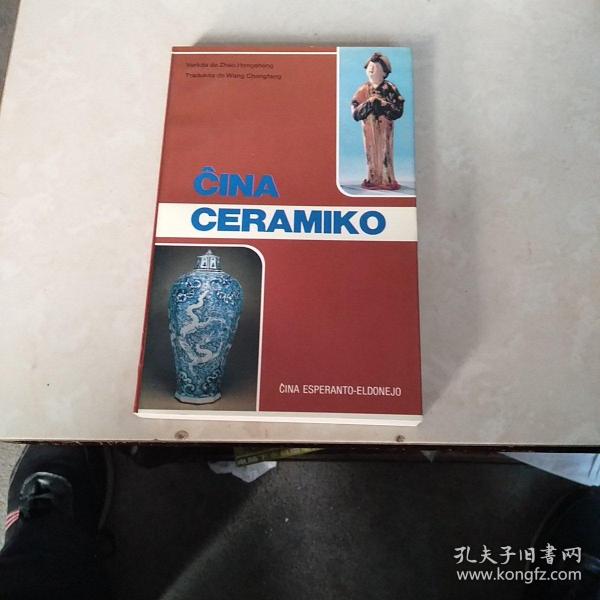 Verkita de Zhao Hongsheng
Tradukita de Wang Chongfang
ĈINA
CERAMIKO
ĈINA ESPERANTO-ELDONEJO
孔夫子旧书网
www.kongfz.com